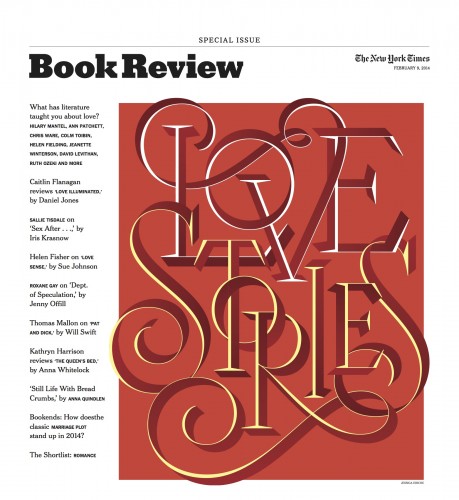 SPECIAL ISSUE
Book Review
The New York Times
FEBRUARY 9, 2014
What has literature
taught you about love?
HILARY MANTEL, ANN PATCHETT,
CHRIS WARE, COLM TOIBIN,
HELEN FIELDING, JEANETTE
WINTERSON, DAVID LEVITHAN,
RUTH OZEKI AND MORE
Caitlin Flanagan
reviews ‘LOVE ILLUMINATED,’
by Daniel Jones
SALLIE TISDALE on
‘Sex After . . .,’ by
Iris Krasnow
Helen Fisher on ‘LOVE
SENSE,’ by Sue Johnson
ROXANE GAY on ‘Dept.
of Speculation,’ by
Jenny Offill
Thomas Mallon on ‘PAT
AND DICK,’ by Will Swift
Kathryn Harrison
reviews ‘THE QUEEN’S BED,’
by Anna Whitelock
‘Still Life With Bread
Crumbs,’ by ANNA QUINDLEN
Bookends: How doesthe
classic MARRIAGE PLOT
stand up in 2014?
The Shortlist: ROMANCE
LOVE
STORIES
JESSICA HISCHE